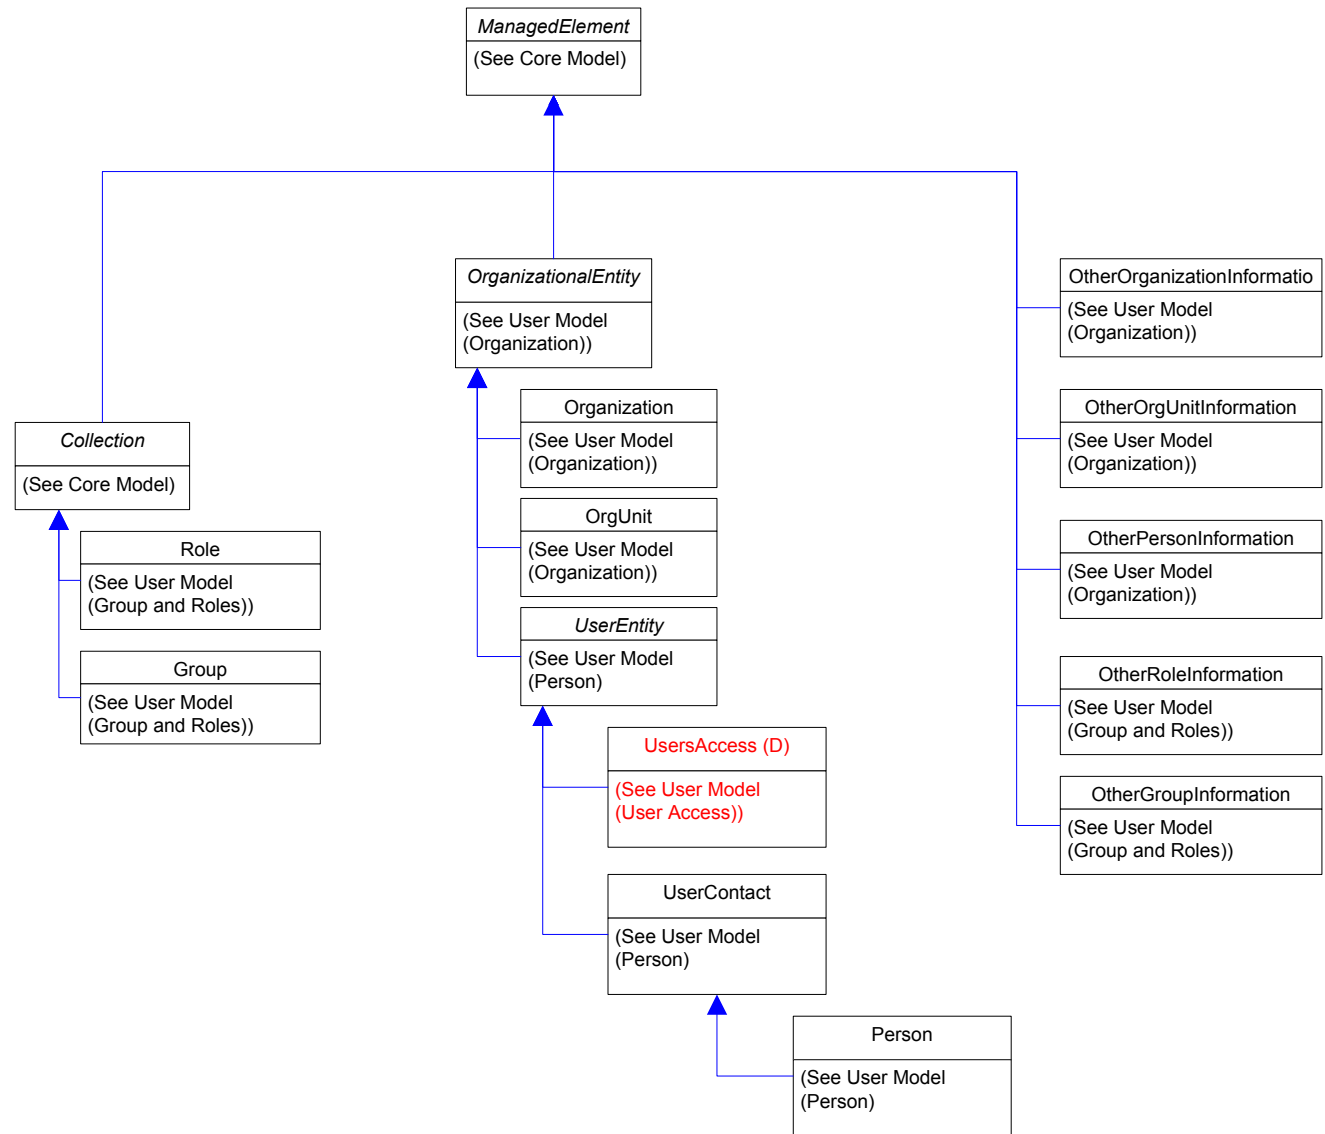 ManagedElement
(See Core Model)
OrganizationalEntity
(See User Model
(Organization))
OtherOrganizationInformatio
(See User Model
(Organization))
Organization
(See User Model
(Organization))
OtherOrgUnitInformation
(See User Model
(Organization))
Collection
(See Core Model)
OrgUnit
(See User Model
(Organization))
OtherPersonInformation
(See User Model
(Organization))
Role
(See User Model
(Group and Roles))
UserEntity
(See User Model
(Person)
Group
(See User Model
(Group and Roles))
OtherRoleInformation
(See User Model
(Group and Roles))
UsersAccess (D)
(See User Model
(User Access))
OtherGroupInformation
(See User Model
(Group and Roles))
UserContact
(See User Model
(Person)
Person
(See User Model
(Person)